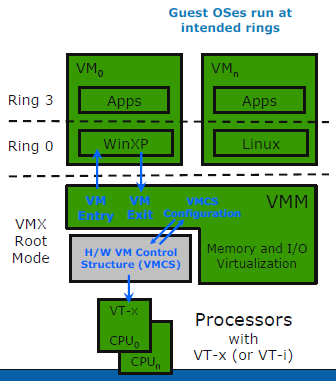 Guest OSes run at
intended rings
VM0
VMn
Ring 3
Apps
Apps
Ring 0
WinXP
Linux
VM
Entry
VM
Exit
VMCS
Configuration
VMM
VMX
Root
Mode
H/W VM Control
Structure (VMCS)
Memory and I/O
Virtualization
VT-x
CPU0
CPUn
Processors
with
VT-x (or VT-i)